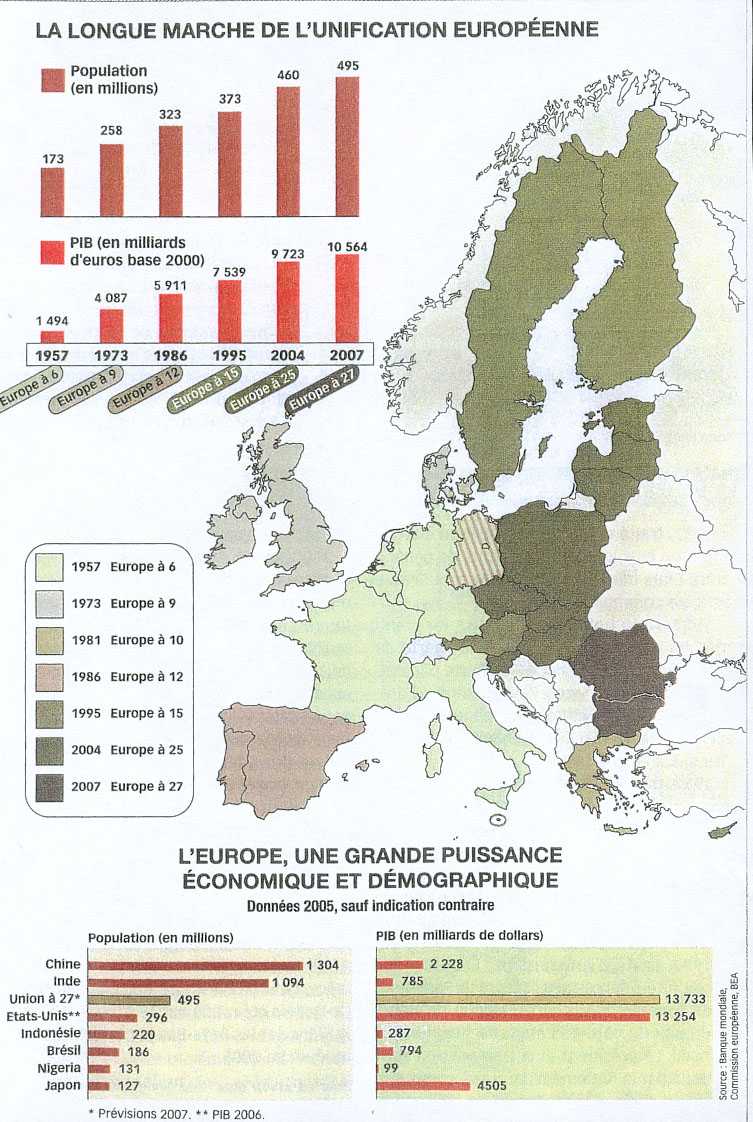 LA LONGUE MARCHE DE L'UNIFICATION EUROPÉENNE
Population
(en millions)
173
258
323
373
460
495
PIB (en milliards
d'euros base 2000)
1 494
4 087
5 911
7 539
9 723
10 564
1957 1973 1986 1995 2004 2007
Europe à 6
Europe à 9
Europe à 12
Europe à 15
Europe à 25
Europe à 27
1957 Europe à 6
1973 Europe à 9
1981 Europe à 10
1986 Europe à 12
1995 Europe à 15
2004 Europe à 25
2007 Europe à 27
L'EUROPE, UNE GRANDE PUISSANCE
ÉCONOMIQUE ET DÉMOGRAPHIQUE
Données 2005, sauf indication contraire
Population (en millions)
Chine 1 304
Inde 1 094
Union à 27* 495
Etats-Unis** 296
Indonésie 220
Brésil 186
Nigeria 131
Japon 127
PIB (en milliards de dollars)
2 228
785
13 733
13 254
287
794
99
4505
* Prévisions 2007. ** PIB 2006.
Source : Banque mondiale,
Commission européenne, BEA